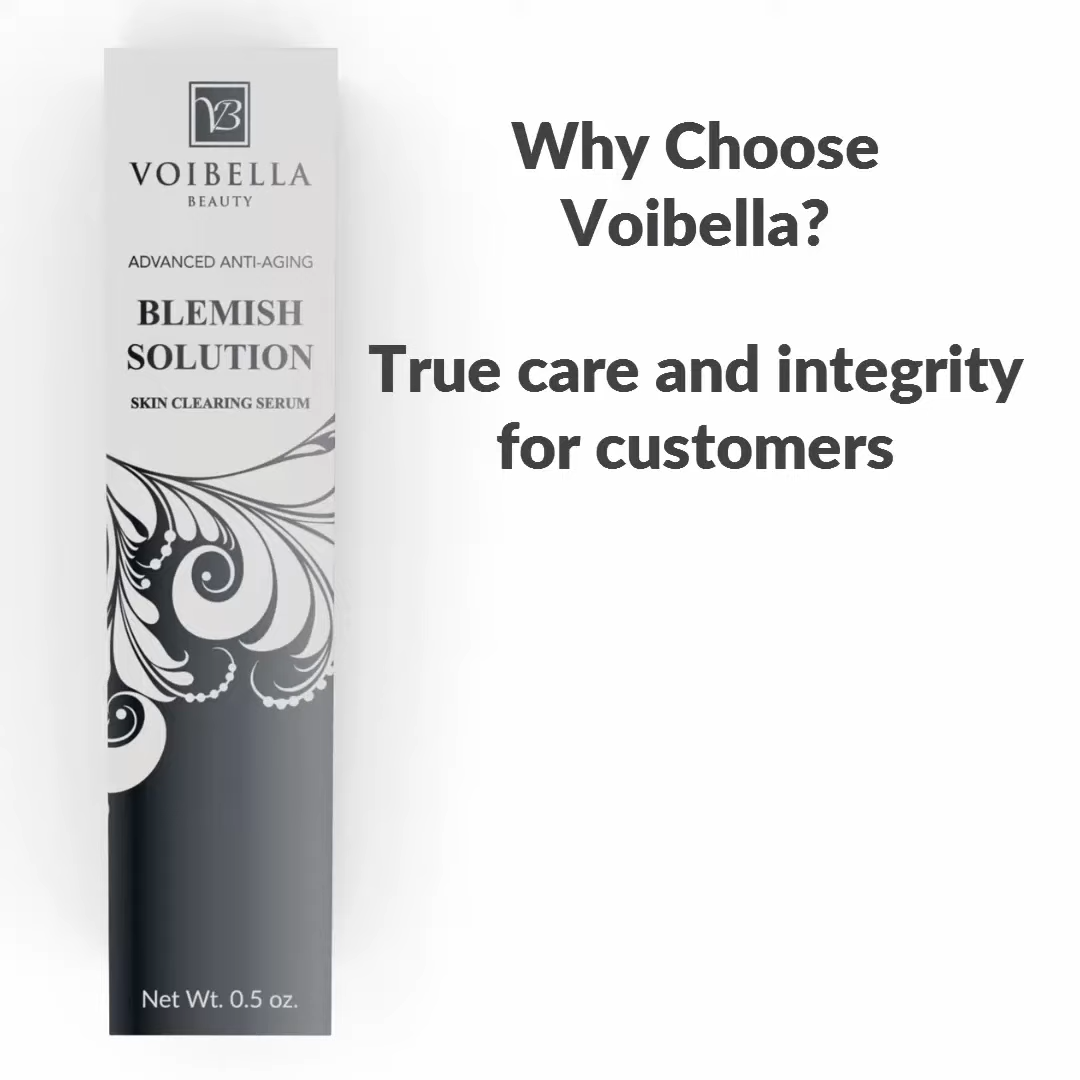 VB
VOIBELLA
BEAUTY
ADVANCED ANTI-AGING
BLEMISH
SOLUTION
SKIN CLEARING SERUM
Net Wt. 0.5 oz.
Why Choose
Voibella?
True care and integrity
for customers